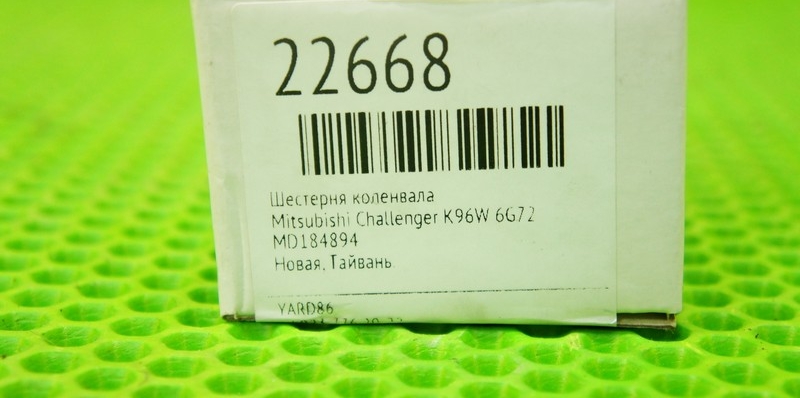 22668
Шестерня коленвала
Mitsubishi Challenger K96W 6G72
MD184894
Новая, Тайвань.
YARD86